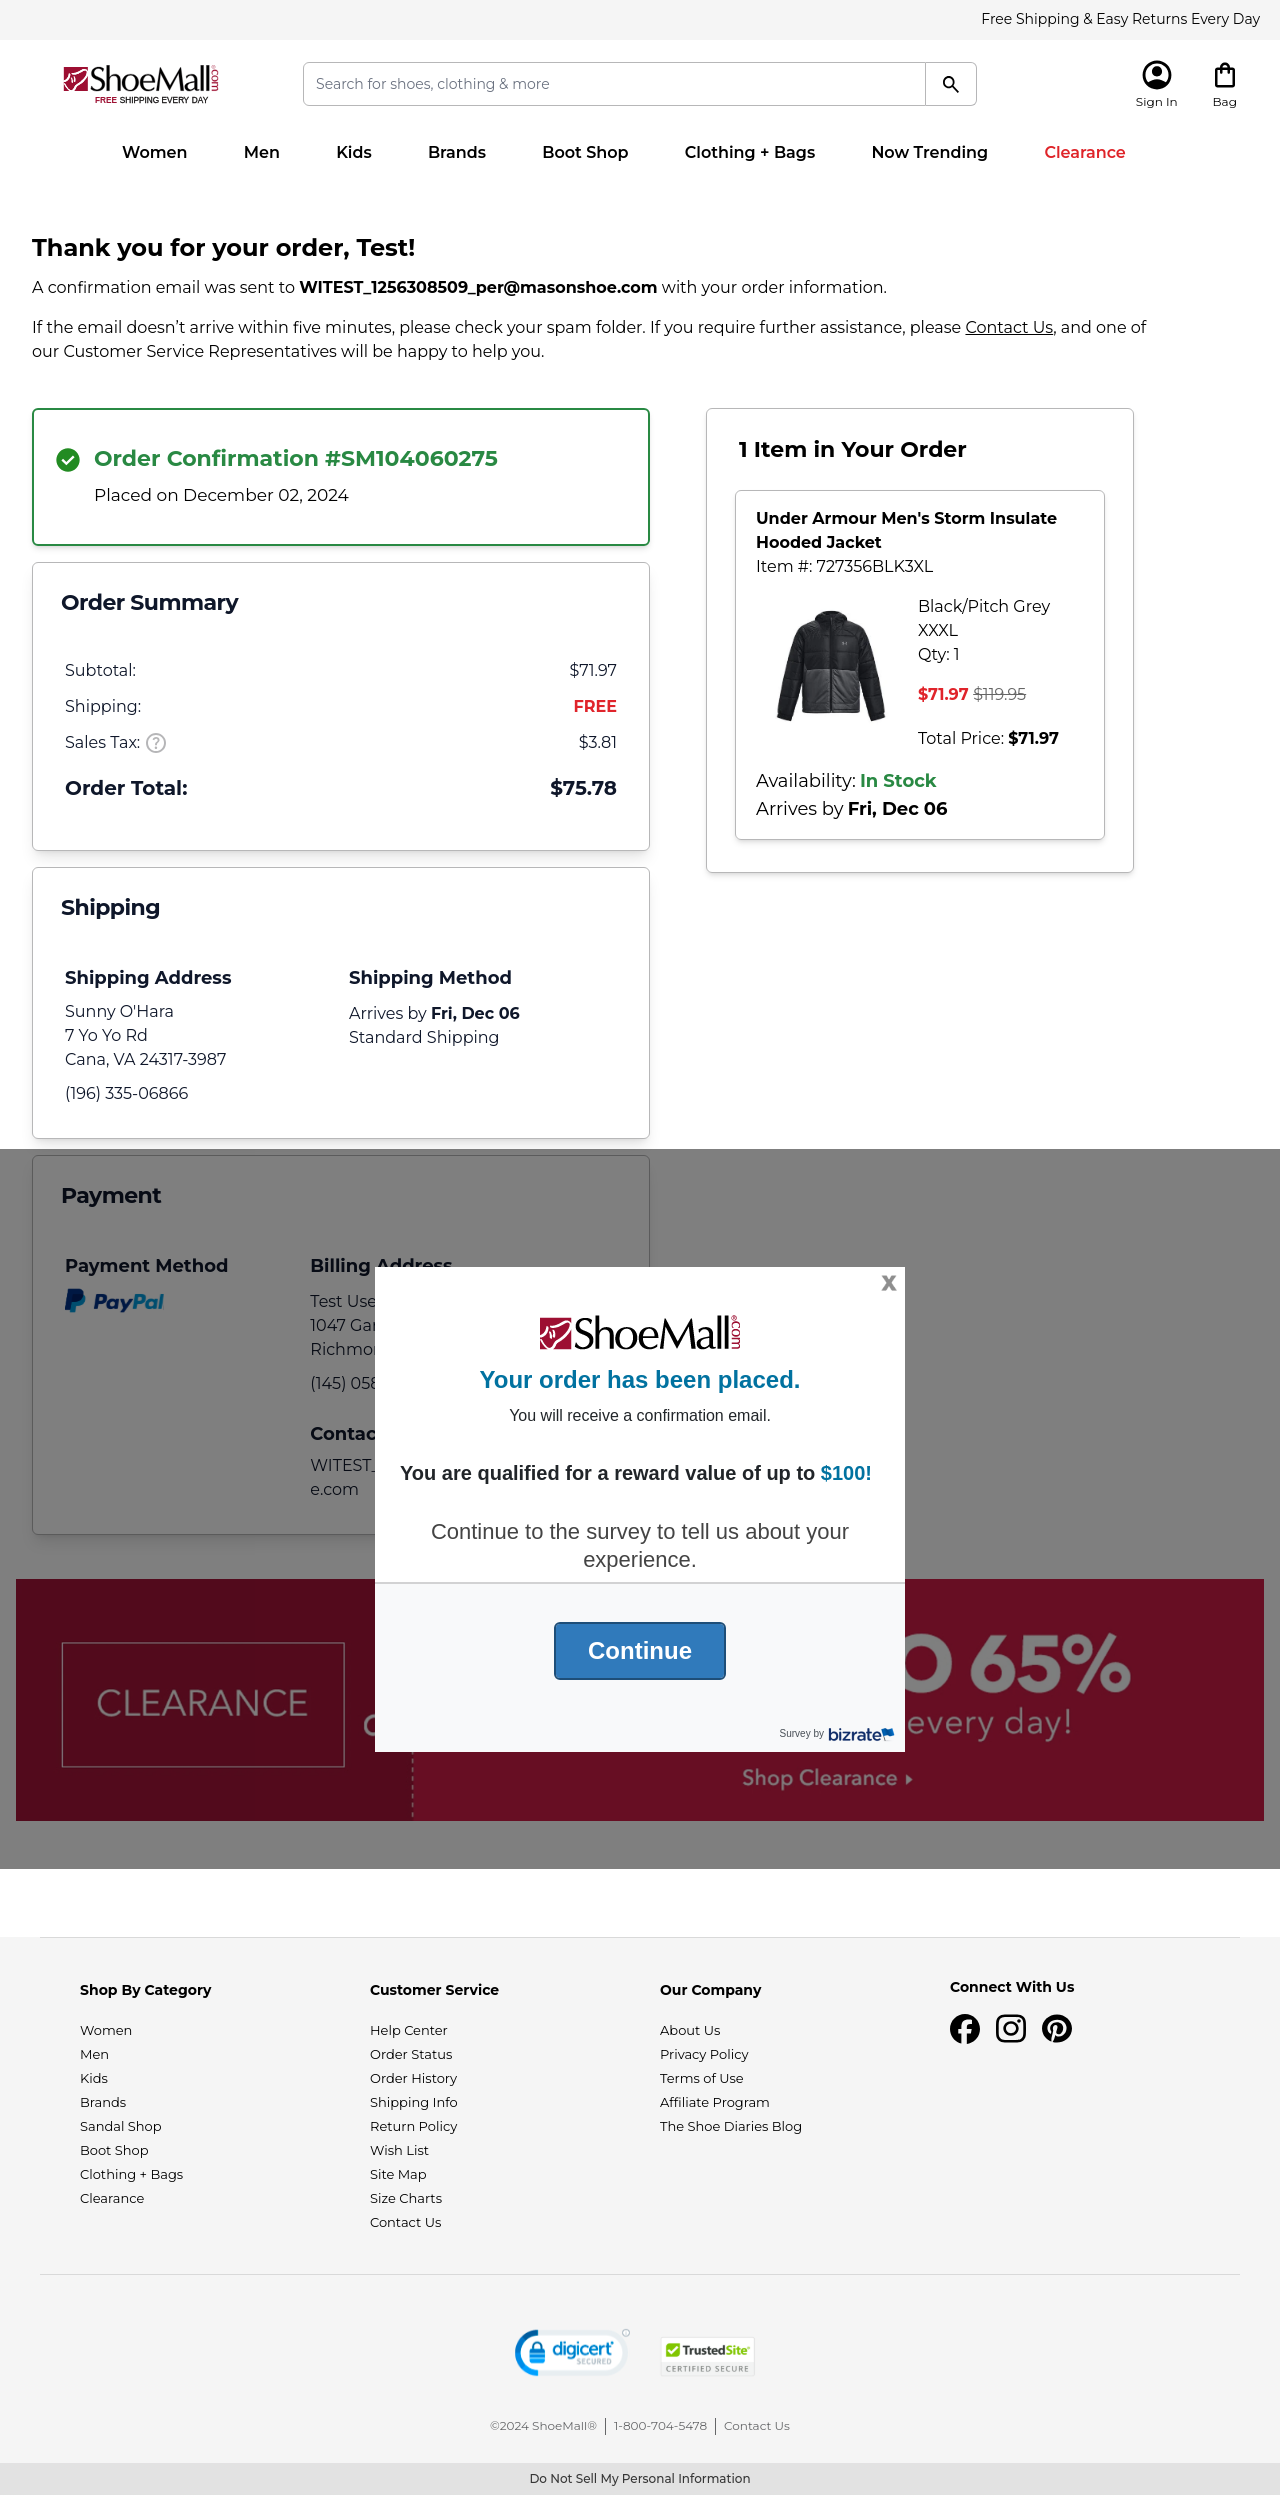 Free Shipping & Easy Returns Every Day
ShoeMall®.com
FREE SHIPPING EVERY DAY
Search for shoes, clothing & more
Sign In
Bag
Women Men Kids Brands Boot Shop Clothing + Bags Now Trending Clearance
Thank you for your order, Test!
A confirmation email was sent to WITEST_1256308509_per@masonshoe.com with your order information.
If the email doesn’t arrive within five minutes, please check your spam folder. If you require further assistance, please Contact Us, and one of
our Customer Service Representatives will be happy to help you.
Order Confirmation #SM104060275
Placed on December 02, 2024
Order Summary
Subtotal: $71.97
Shipping: FREE
Sales Tax: ? $3.81
Order Total: $75.78
1 Item in Your Order
Under Armour Men's Storm Insulate
Hooded Jacket
Item #: 727356BLK3XL
Black/Pitch Grey
XXXL
Qty: 1
$71.97 $119.95
Total Price: $71.97
Availability: In Stock
Arrives by Fri, Dec 06
Shipping
Shipping Address
Sunny O'Hara
7 Yo Yo Rd
Cana, VA 24317-3987
(196) 335-06866
Shipping Method
Arrives by Fri, Dec 06
Standard Shipping
Payment
Payment Method
PayPal
Billing Address
Test Use
1047 Gar
Richmo
(145) 058
Contac
WITEST_
e.com
X
ShoeMall®.com
Your order has been placed.
You will receive a confirmation email.
You are qualified for a reward value of up to $100!
Continue to the survey to tell us about your
experience.
Continue
Survey by bizrate
CLEARANCE
O 65%
every day!
Shop Clearance
Shop By Category
Women
Men
Kids
Brands
Sandal Shop
Boot Shop
Clothing + Bags
Clearance
Customer Service
Help Center
Order Status
Order History
Shipping Info
Return Policy
Wish List
Site Map
Size Charts
Contact Us
Our Company
About Us
Privacy Policy
Terms of Use
Affiliate Program
The Shoe Diaries Blog
Connect With Us
digicert
SECURED
TrustedSite
CERTIFIED SECURE
©2024 ShoeMall® | 1-800-704-5478 | Contact Us
Do Not Sell My Personal Information